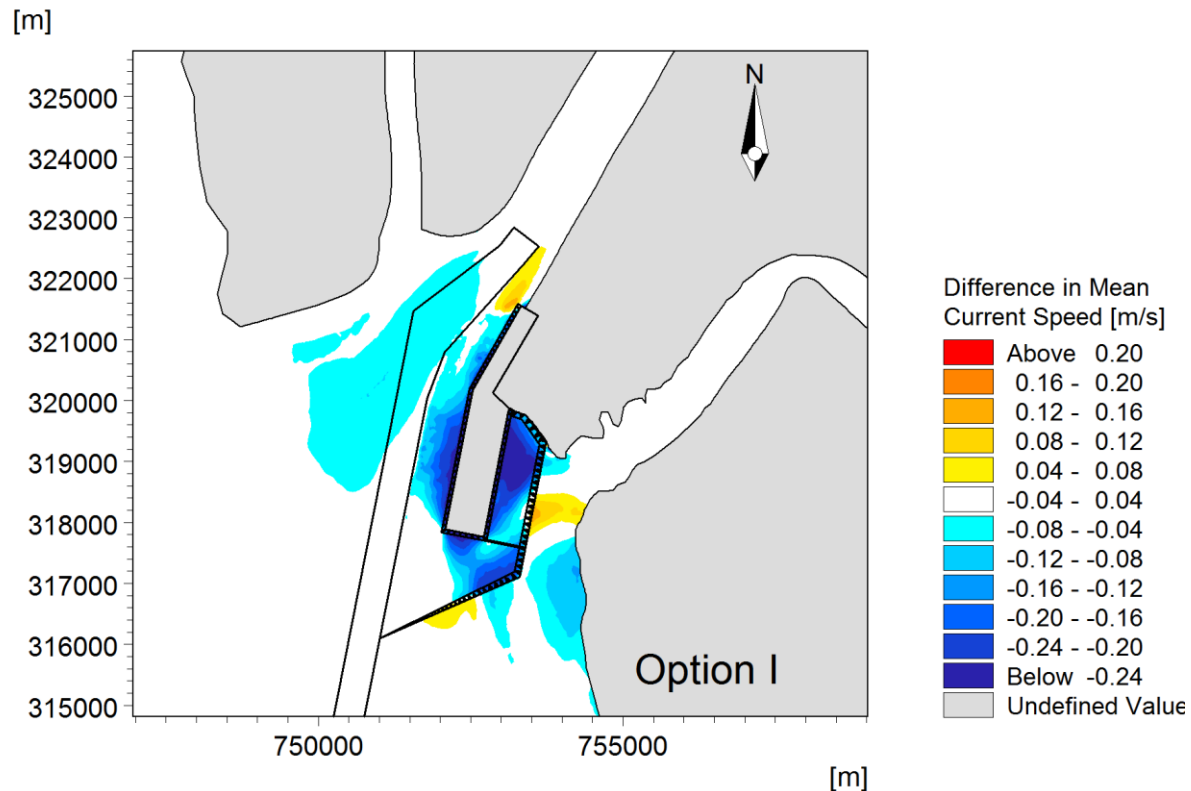 [m]
325000
324000
323000
322000
321000
320000
319000
318000
317000
316000
315000
750000
755000
[m]
N
Option I
Difference in Mean
Current Speed [m/s]
Above 0.20
0.16 - 0.20
0.12 - 0.16
0.08 - 0.12
0.04 - 0.08
-0.04 - 0.04
-0.08 - -0.04
-0.12 - -0.08
-0.16 - -0.12
-0.20 - -0.16
-0.24 - -0.20
Below -0.24
Undefined Value